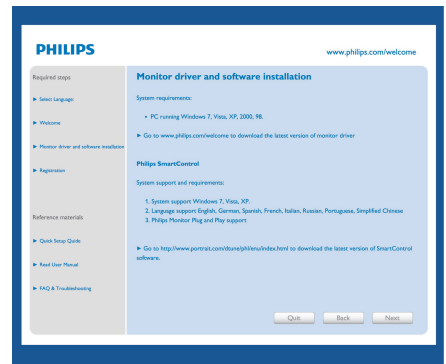 PHILIPS
www.philips.com/welcome
Required steps
► Select Language:
► Welcome
► Monitor driver and software installation
► Registration
Reference materials
► Quick Setup Guide
► Read User Manual
► FAQ & Troubleshooting
Monitor driver and software installation
System requirements:
• PC running Windows 7, Vista, XP, 2000, 98.
► Go to www.philips.com/welcome to download the latest version of monitor driver
Philips SmartControl
System support and requirements:
1. System support Windows 7, Vista, XP.
2. Language support English, German, Spanish, French, Italian, Russian, Portuguese, Simplified Chinese
3. Philips Monitor Plug and Play support
► Go to http://www.portrait.com/dtune/phl/enu/index.html to download the latest version of SmartControl
software.
Quit
Back
Next